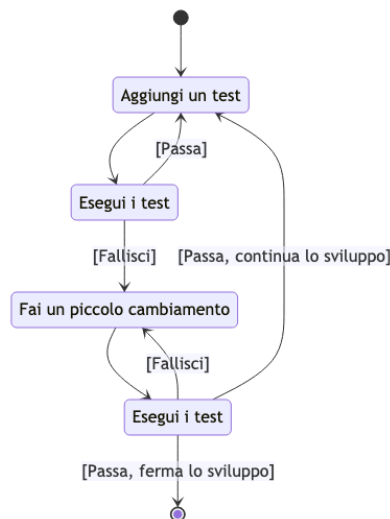 Aggiungi un test
[Passa]
Esegui i test
[Fallisci]
[Passa, continua lo sviluppo]
Fai un piccolo cambiamento
[Fallisci]
Esegui i test
[Passa, ferma lo sviluppo]